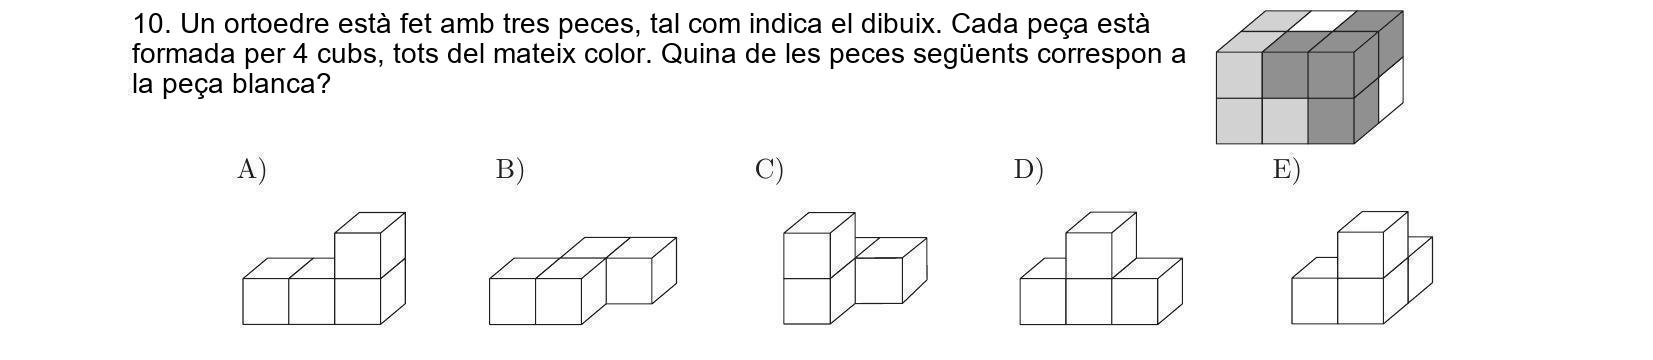 10. Un ortoedre està fet amb tres peces, tal com indica el dibuix. Cada peça està
formada per 4 cubs, tots del mateix color. Quina de les peces següents correspon a
la peça blanca?
A) B) C) D) E)